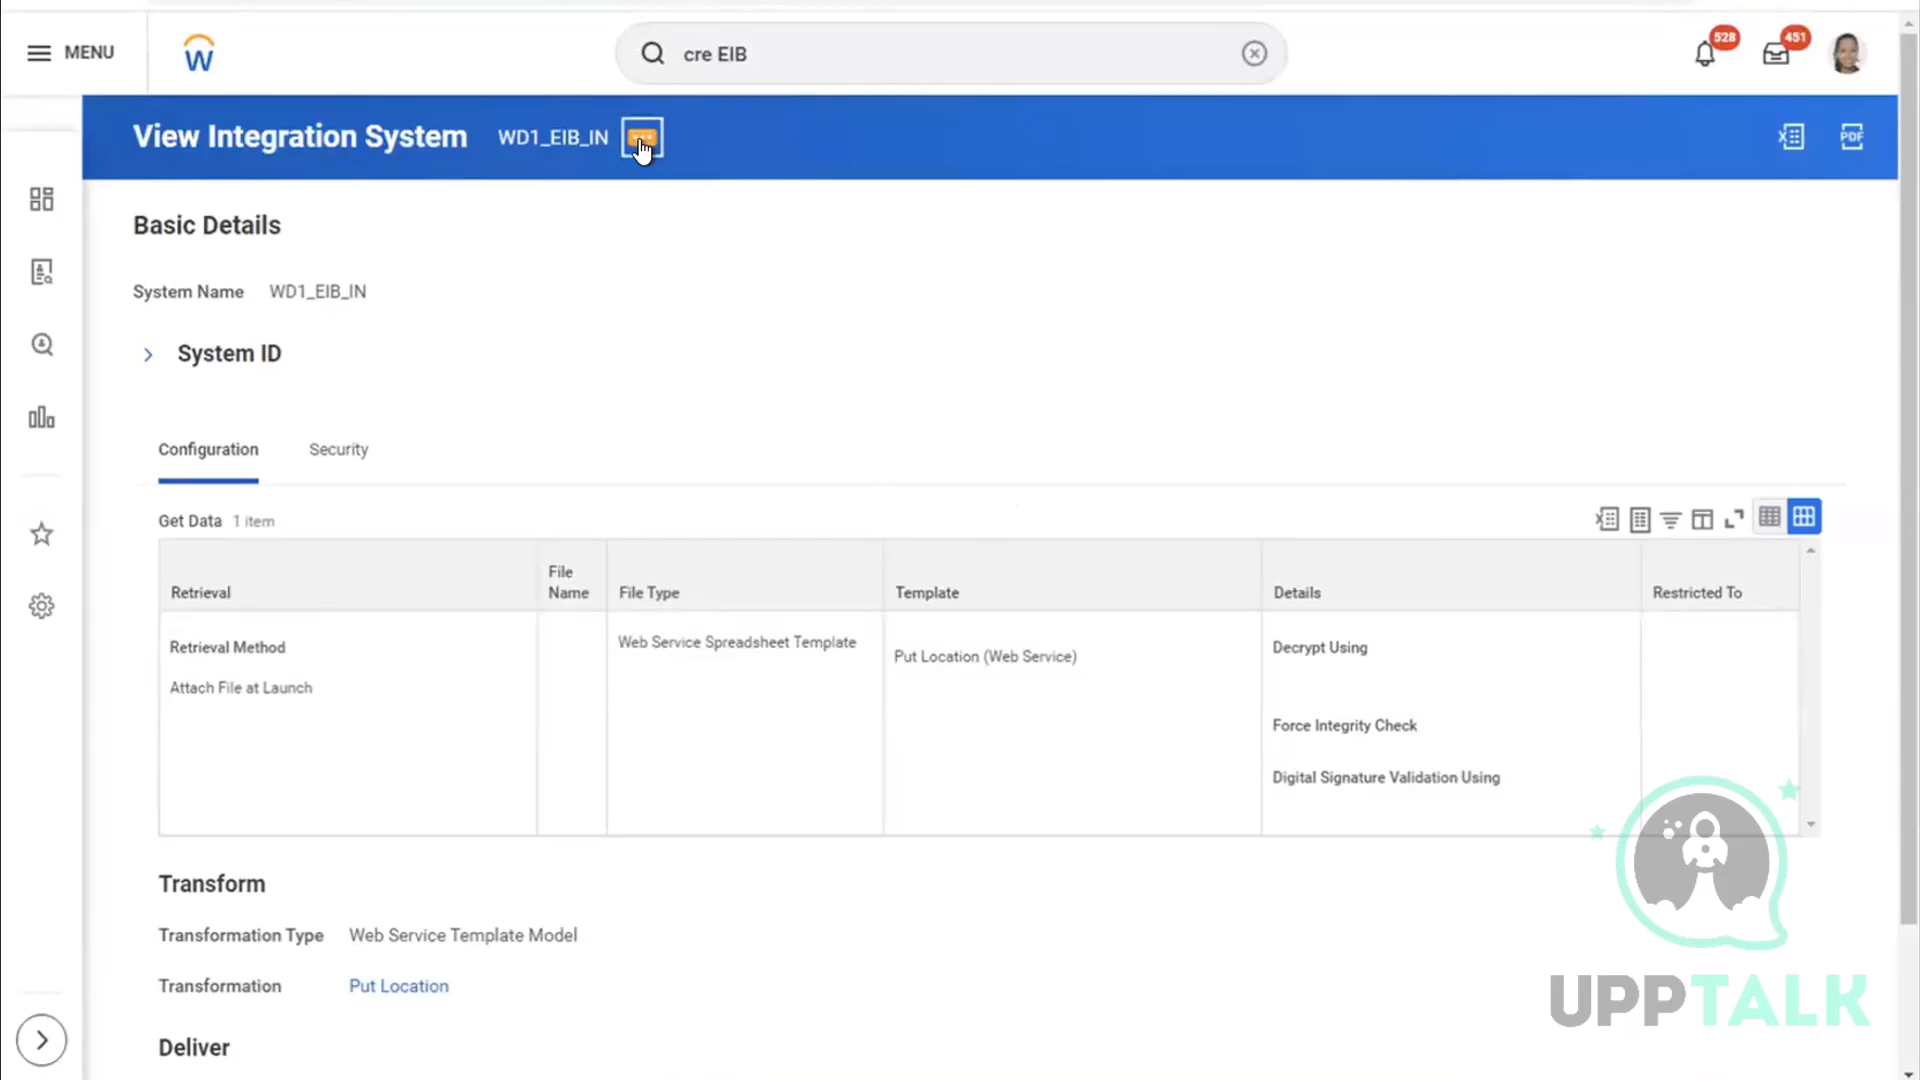 MENU
W
cre EIB
528
451
View Integration System
WD1_EIB_IN
PDF
Basic Details
System Name WD1_EIB_IN
System ID
Configuration
Security
Get Data 1 item
Retrieval
File
Name
File Type
Template
Details
Restricted To
Retrieval Method
Attach File at Launch
Web Service Spreadsheet Template
Put Location (Web Service)
Decrypt Using
Force Integrity Check
Digital Signature Validation Using
Transform
Transformation Type Web Service Template Model
Transformation Put Location
Deliver
UPPTALK